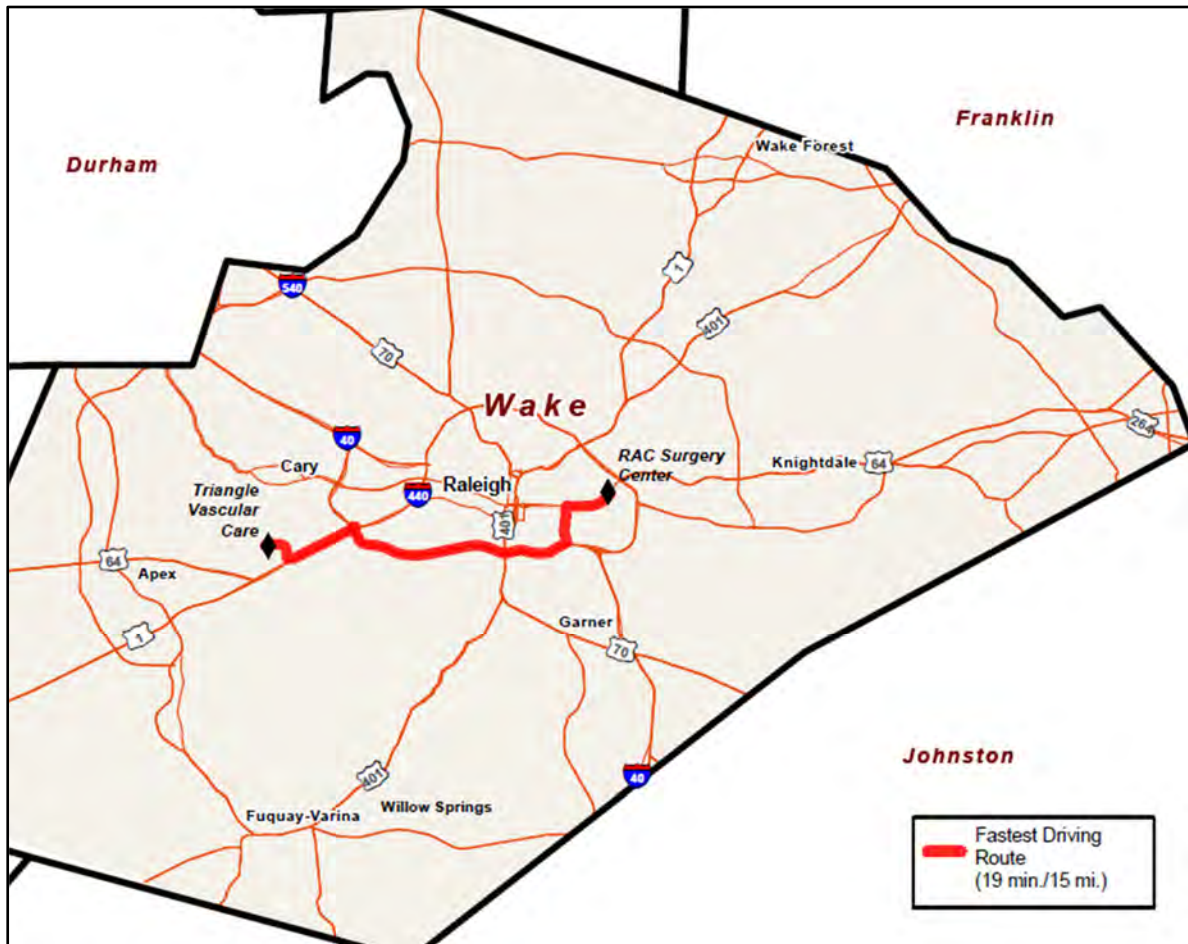 Franklin
Wake Forest
Durham
1
540
401
70
Wake
264
40
RAC Surgery
Center
Knightdale
64
Cary
Raleigh
440
Triangle
Vascular
Care
401
64
Apex
Garner
1
70
Johnston
40
401
Willow Springs
Fuquay-Varina
Fastest Driving
Route
(19 min./15 mi.)